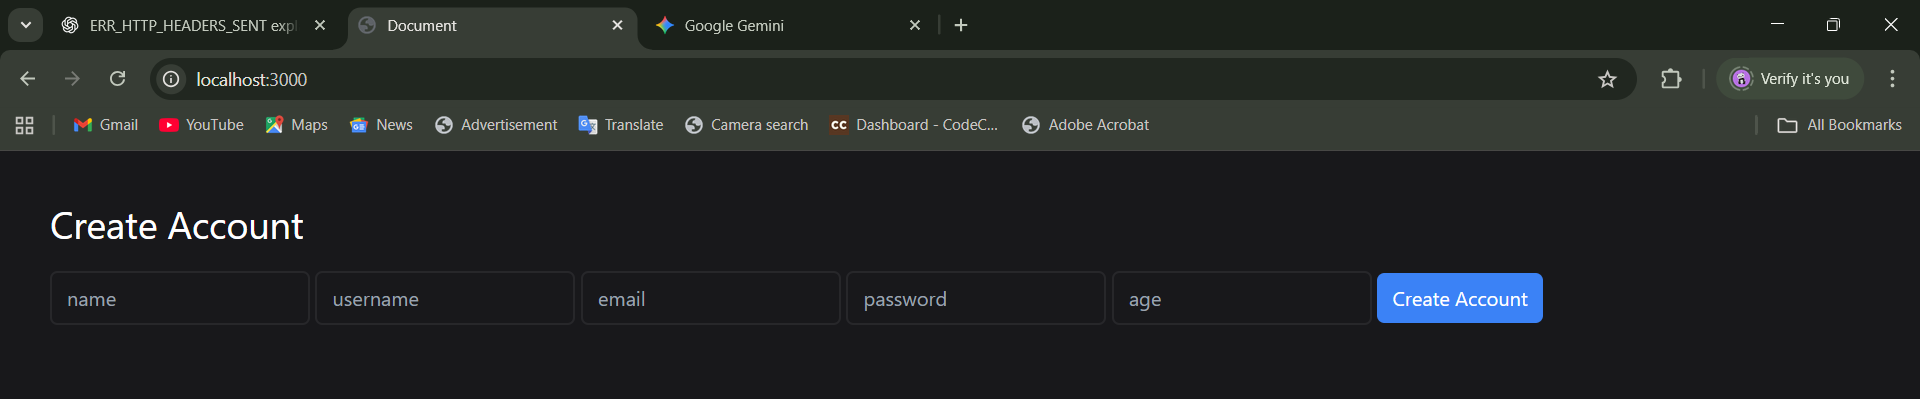 ERR_HTTP_HEADERS_SENT expl
Document
Google Gemini
localhost:3000
Verify it's you
Gmail
YouTube
Maps
News
Advertisement
Translate
Camera search
CC Dashboard - CodeC...
Adobe Acrobat
All Bookmarks
Create Account
name
username
email
password
age
Create Account